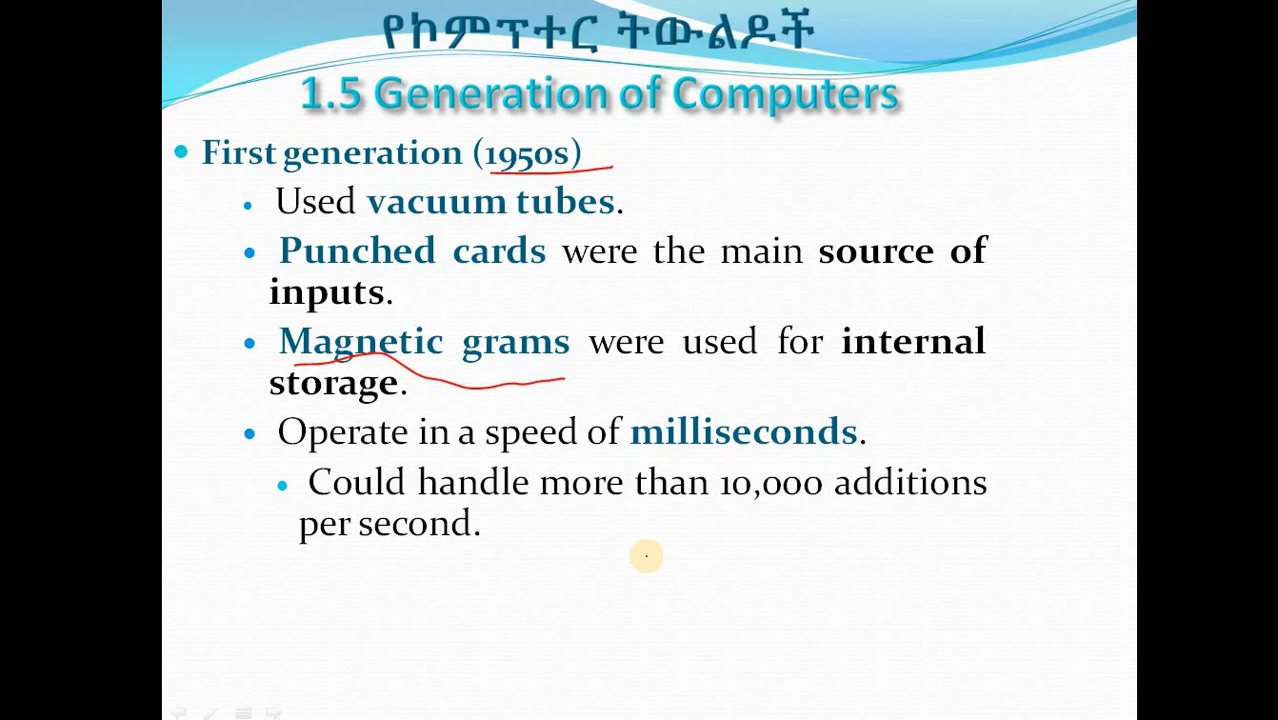 የኮምፕተር ትውልዶች
1.5 Generation of Computers
First generation (1950s)
Used vacuum tubes.
Punched cards were the main source of
inputs.
Magnetic grams were used for internal
storage.
Operate in a speed of milliseconds.
Could handle more than 10,000 additions
per second.